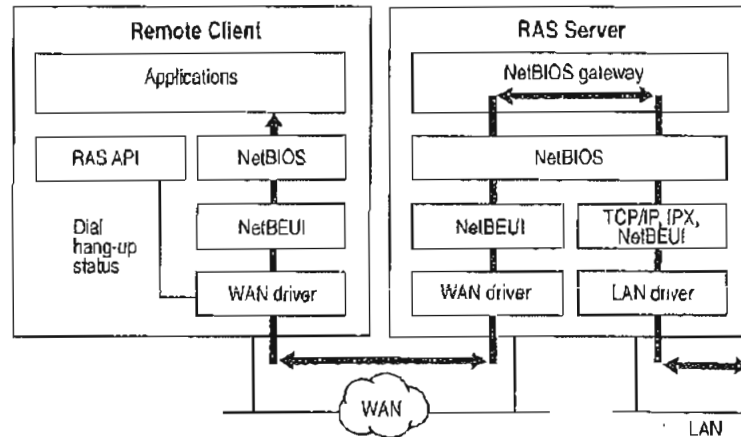 Remote Client
Applications
RAS API
NetBIOS
Dial
hang-up
status
NetBEUI
WAN driver
RAS Server
NetBIOS gateway
NetBIOS
NetBEUI
TCP/IP, IPX,
NetBEUI
WAN driver
LAN driver
WAN
LAN